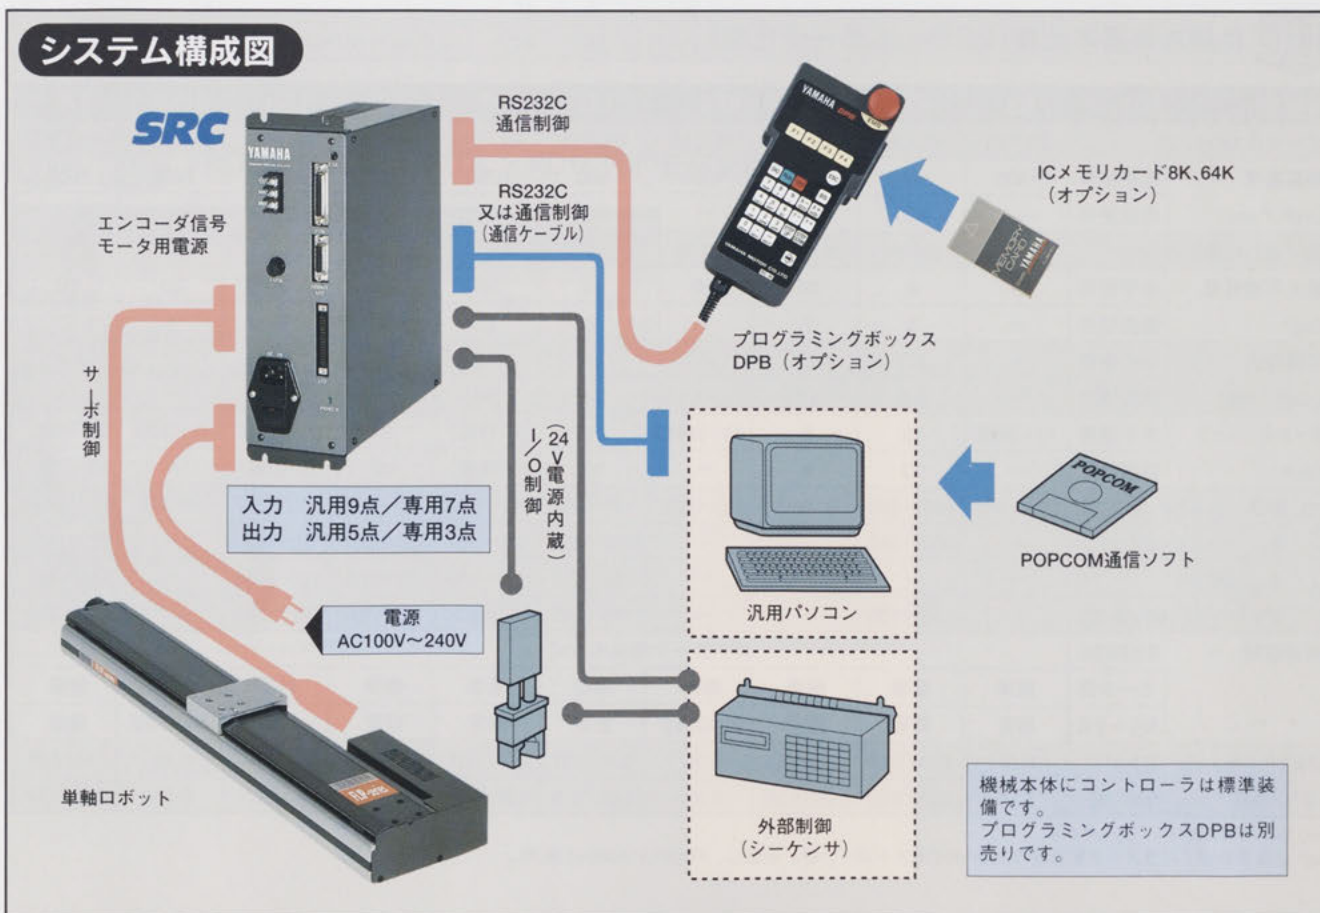 システム構成図
SRC
YAMAHA
RS232C
通信制御
RS232C
又は通信制御
(通信ケーブル)
エンコーダ信号
モータ用電源
サーボ制御
YAMAHA DPB
EMG
ICメモリカード8K、64K
(オプション)
MEMORY
CARD
YAMAHA
プログラミングボックス
DPB(オプション)
入力 汎用9点/専用7点
出力 汎用5点/専用3点
I/O制御
(24V電源内蔵)
電源
AC100V~240V
汎用パソコン
POPCOM
POPCOM通信ソフト
単軸ロボット
外部制御
(シーケンサ)
機械本体にコントローラは標準装
備です。
プログラミングボックスDPBは別
売りです。